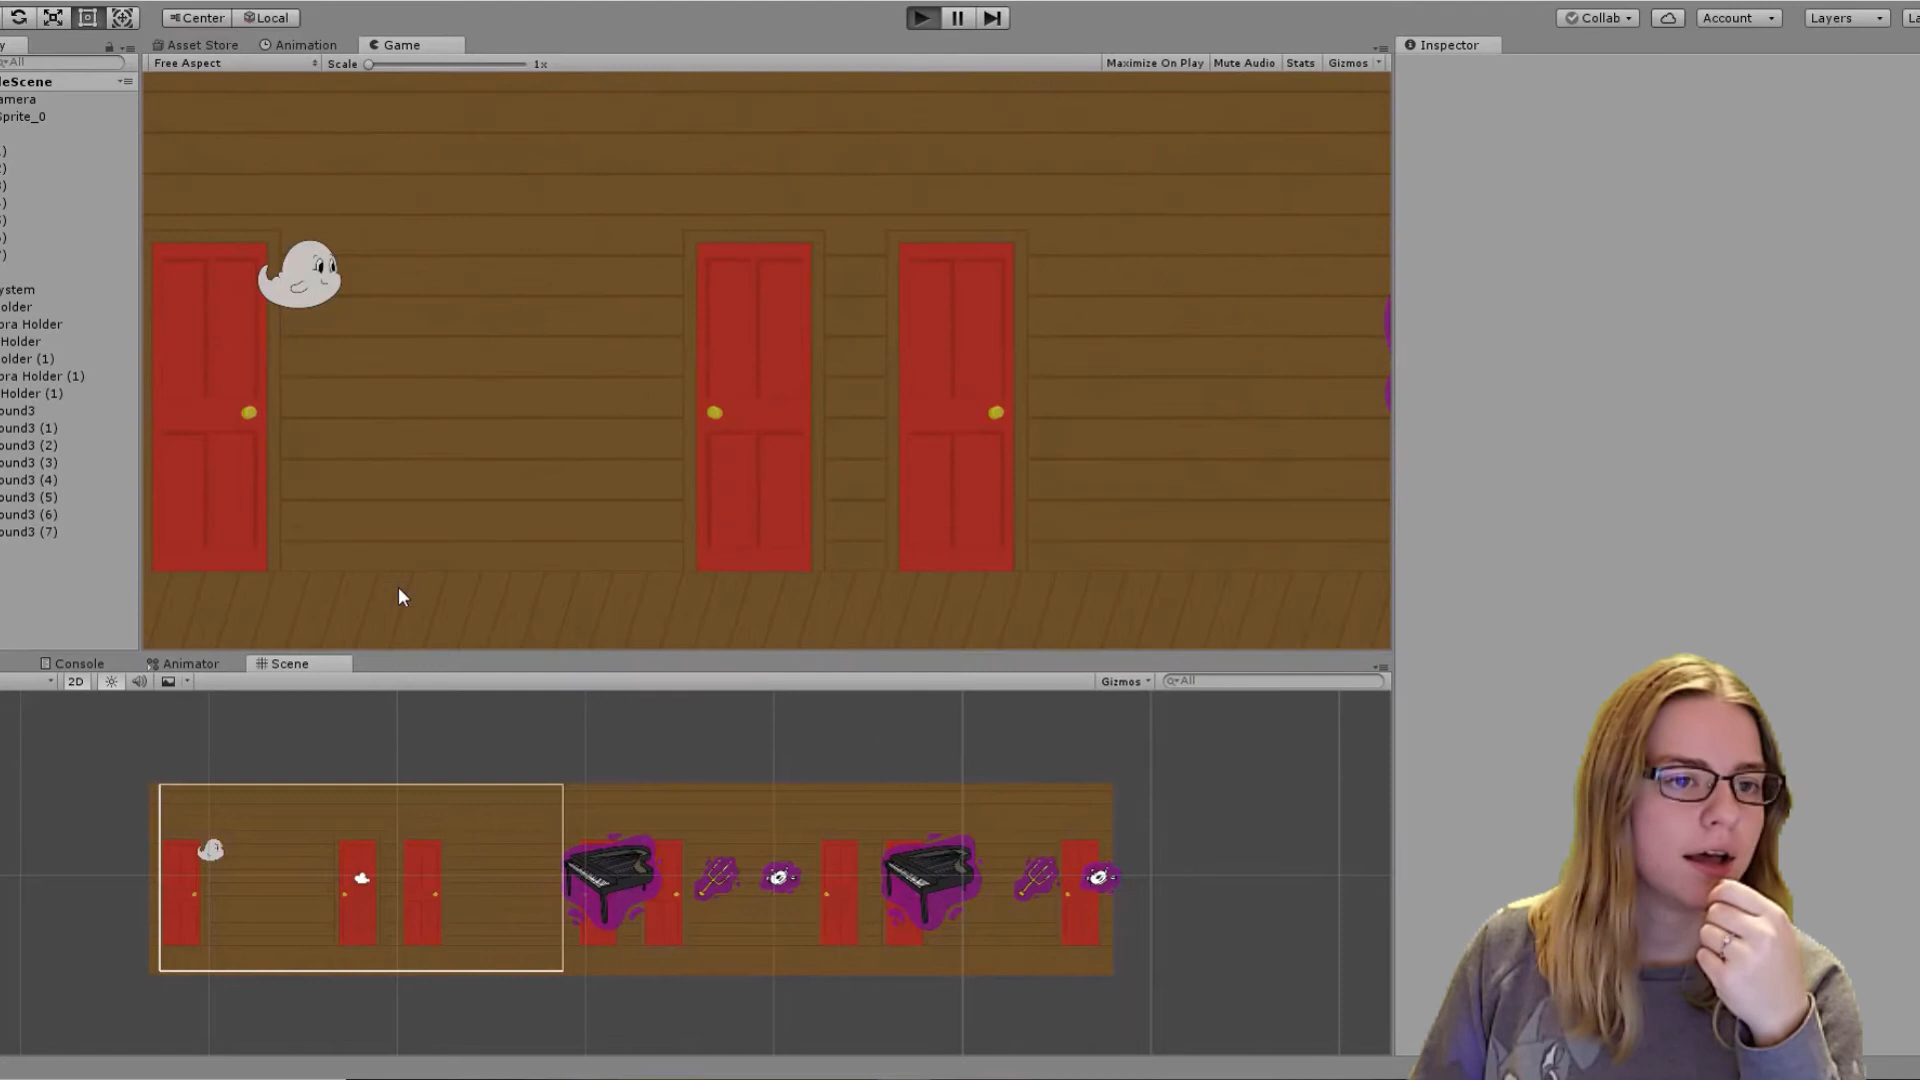 Center
Local
Collab
Account
Layers
La
y
Asset Store
Animation
Game
Inspector
All
Free Aspect
Scale
1x
Maximize On Play
Mute Audio
Stats
Gizmos
leScene
amera
Sprite_0
)
)
)
)
)
)
)
ystem
older
ora Holder
Holder
older (1)
ora Holder (1)
Holder (1)
ound3
ound3 (1)
ound3 (2)
ound3 (3)
ound3 (4)
ound3 (5)
ound3 (6)
ound3 (7)
Console
Animator
Scene
2D
Gizmos
All